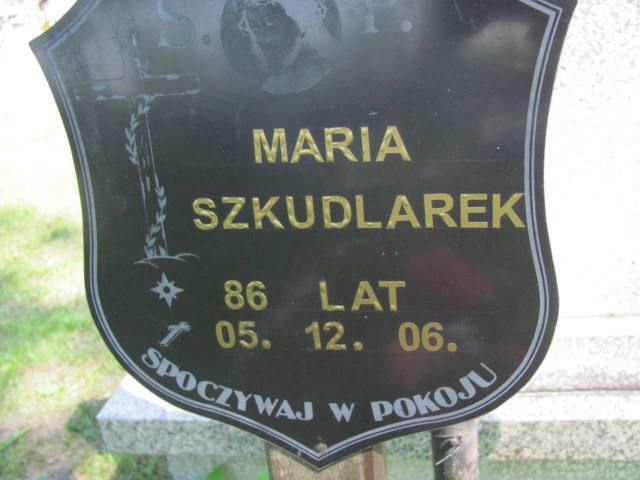 Ś. P.
MARIA
SZKUDLAREK
86 LAT
05. 12. 06.
SPOCZYWAJ W POKOJU